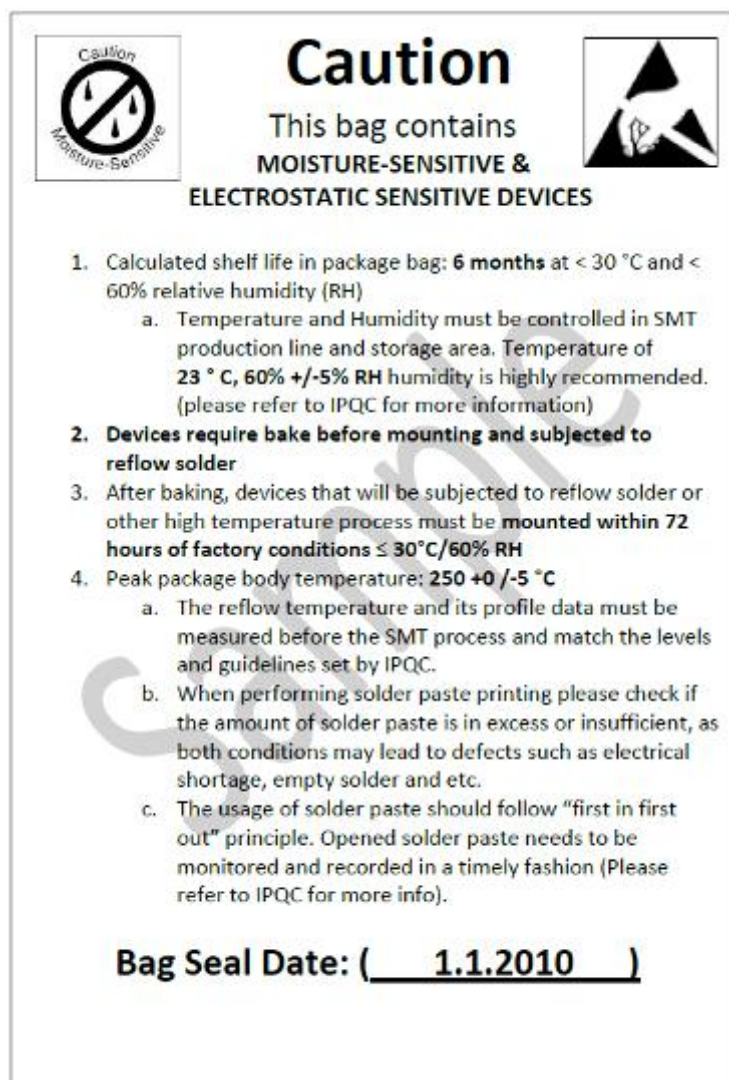 Caution
Moisture-Sensitive
Caution
This bag contains
MOISTURE-SENSITIVE &
ELECTROSTATIC SENSITIVE DEVICES
1. Calculated shelf life in package bag: 6 months at < 30 °C and <
60% relative humidity (RH)
a. Temperature and Humidity must be controlled in SMT
production line and storage area. Temperature of
23 ° C, 60% +/-5% RH humidity is highly recommended.
(please refer to IPQC for more information)
2. Devices require bake before mounting and subjected to
reflow solder
3. After baking, devices that will be subjected to reflow solder or
other high temperature process must be mounted within 72
hours of factory conditions ≤ 30°C/60% RH
4. Peak package body temperature: 250 +0 /-5 °C
a. The reflow temperature and its profile data must be
measured before the SMT process and match the levels
and guidelines set by IPQC.
b. When performing solder paste printing please check if
the amount of solder paste is in excess or insufficient, as
both conditions may lead to defects such as electrical
shortage, empty solder and etc.
c. The usage of solder paste should follow “first in first
out” principle. Opened solder paste needs to be
monitored and recorded in a timely fashion (Please
refer to IPQC for more info).
Bag Seal Date: ( 1.1.2010 )
Sample